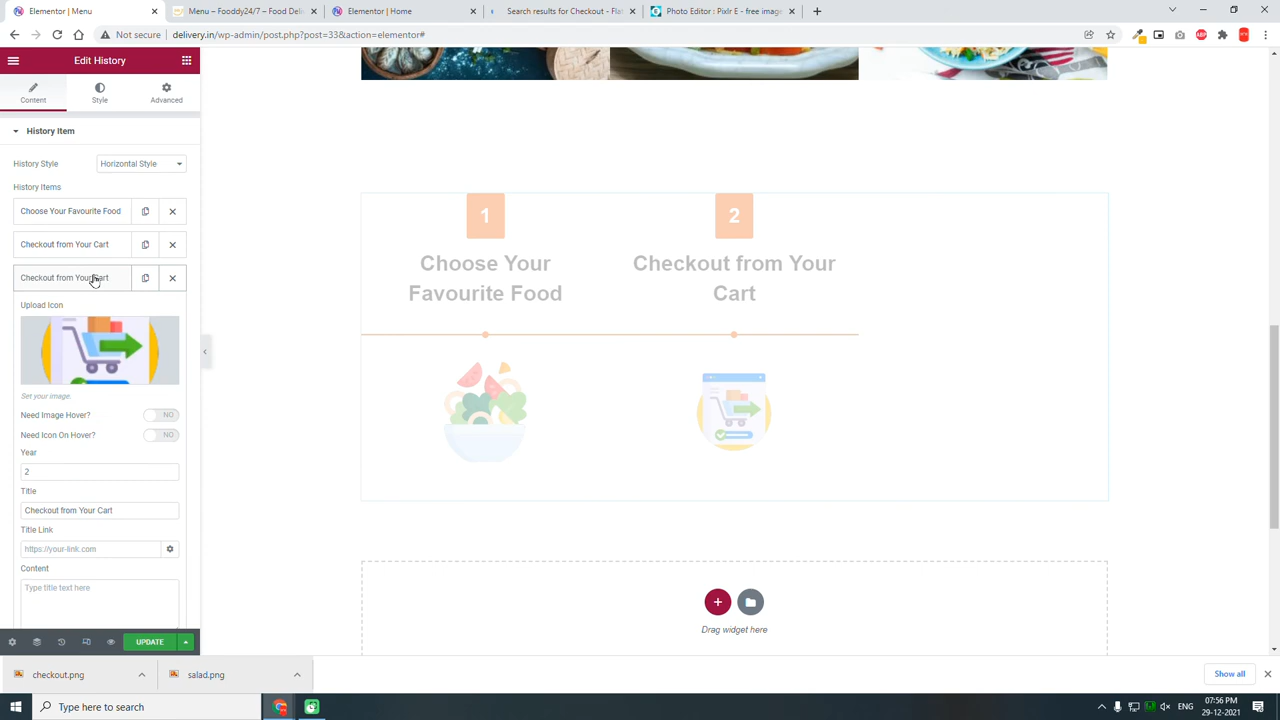 Elementor | Menu
Menu – Fooddy24/7 – Food Deli
Elementor | Home
Search results for Checkout - Flat
Photo Editor : Pixlr E - free image
Not secure | delivery.in/wp-admin/post.php?post=33&action=elementor#
Edit History
Content
Style
Advanced
History Item
History Style
Horizontal Style
History Items
Choose Your Favourite Food
Checkout from Your Cart
Checkout from Your Cart
Upload Icon
Set your image.
Need Image Hover?
NO
Need Icon On Hover?
NO
Year
2
Title
Checkout from Your Cart
Title Link
https://your-link.com
Content
Type title text here
UPDATE
1
Choose Your
Favourite Food
2
Checkout from Your
Cart
Drag widget here
checkout.png
salad.png
Show all
Type here to search
ENG
07:56 PM
29-12-2021